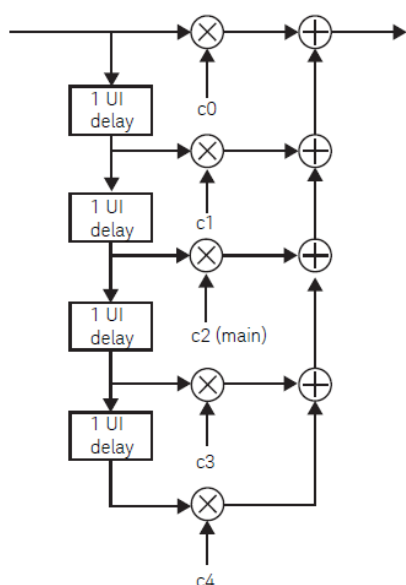 c0
1 UI
delay
c1
1 UI
delay
c2 (main)
1 UI
delay
c3
1 UI
delay
c4